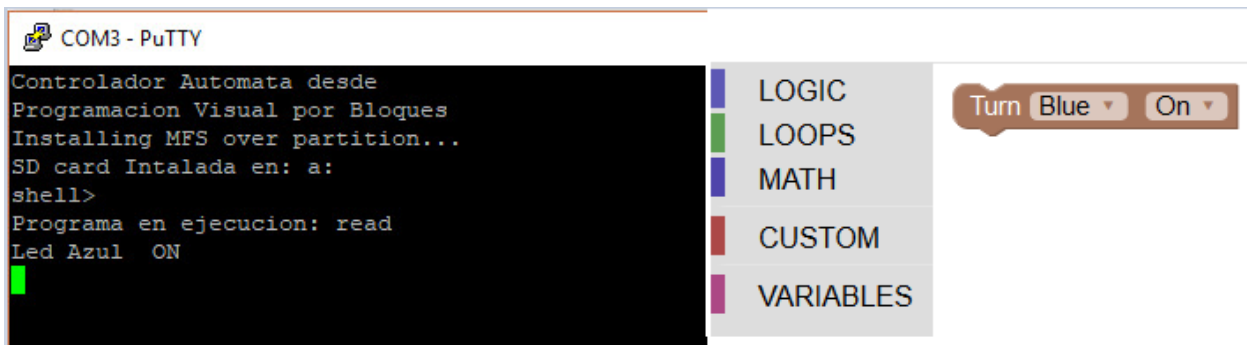 COM3 - PuTTY
Controlador Automata desde
Programacion Visual por Bloques
Installing MFS over partition...
SD card Intalada en: a:
shell>
Programa en ejecucion: read
Led Azul  ON
LOGIC
LOOPS
MATH
CUSTOM
VARIABLES
Turn Blue On